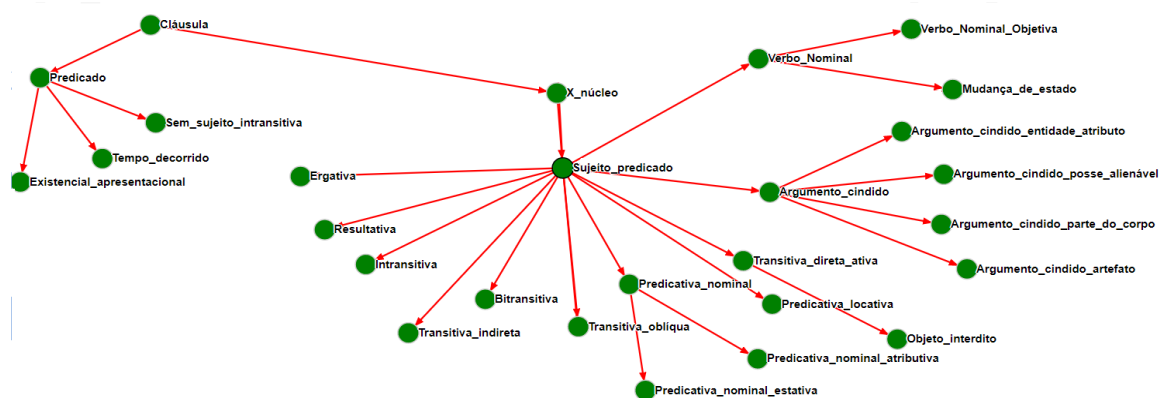 Cláusula
Verbo_Nominal_Objetiva
Verbo_Nominal
Predicado
Mudança_de_estado
X_núcleo
Sem_sujeito_intransitiva
Argumento_cindido_entidade_atributo
Tempo_decorrido
Sujeito_predicado
Existencial_apresentacional
Ergativa
Argumento_cindido_posse_alienável
Argumento_cindido
Argumento_cindido_parte_do_corpo
Resultativa
Intransitiva
Transitiva_direta_ativa
Argumento_cindido_artefato
Predicativa_nominal
Bitransitiva
Predicativa_locativa
Transitiva_indireta
Transitiva_oblíqua
Objeto_interdito
Predicativa_nominal_atributiva
Predicativa_nominal_estativa